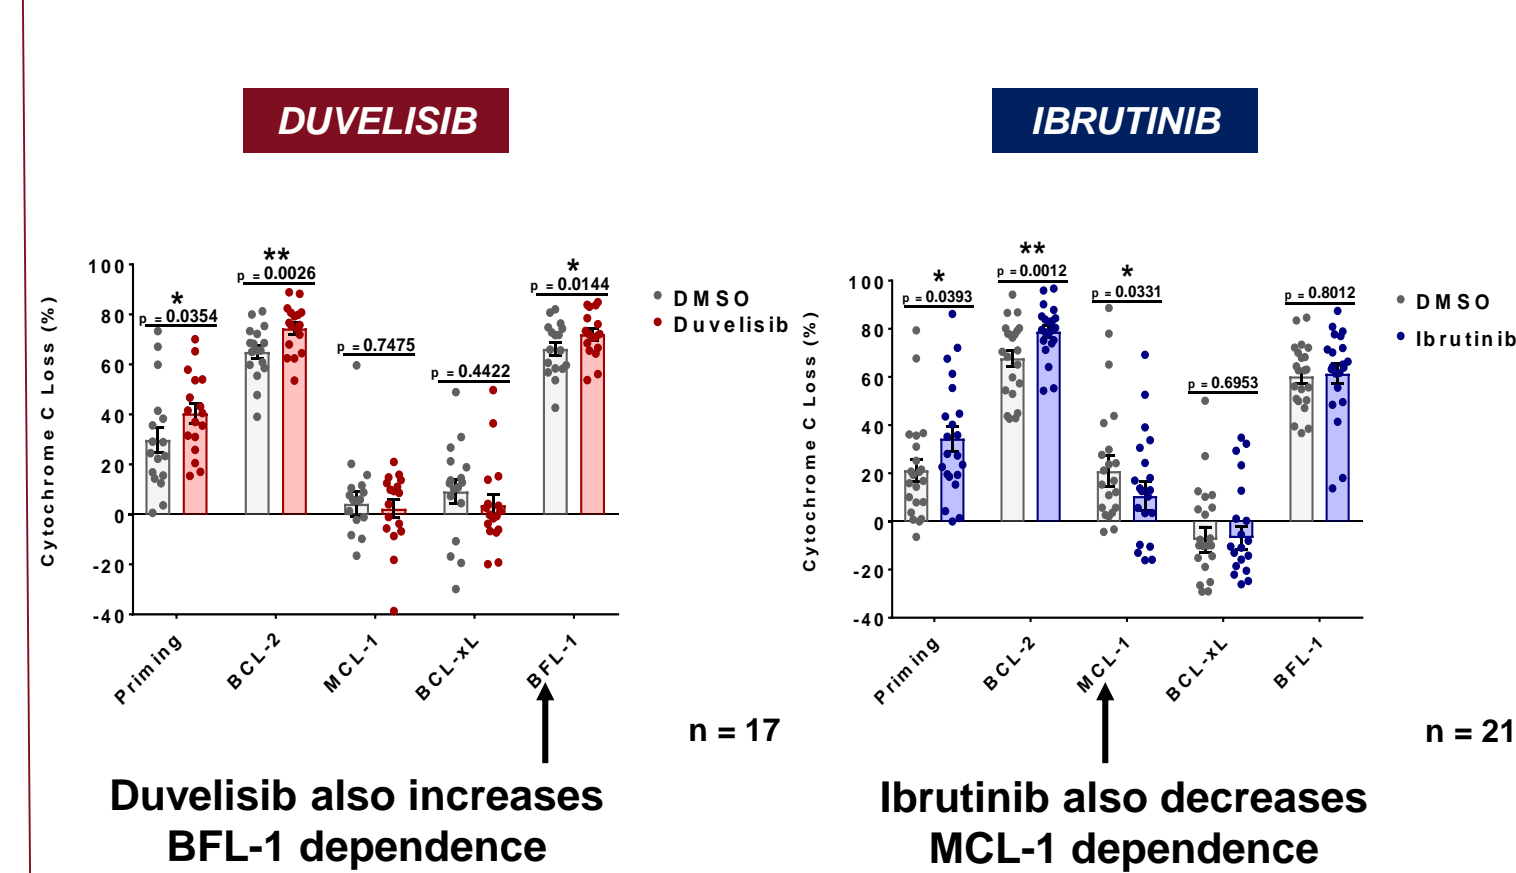 DUVELISIB
Cytochrome C Loss (%)
100
80
60
40
20
0
-20
-40
*
p = 0.0354
**
p = 0.0026
p = 0.7475
p = 0.4422
*
p = 0.0144
Priming
BCL-2
MCL-1
BCL-xL
BFL-1
DMSO
Duvelisib
n = 17
Duvelisib also increases
BFL-1 dependence
IBRUTINIB
Cytochrome C Loss (%)
100
80
60
40
20
0
-20
-40
*
p = 0.0393
**
p = 0.0012
*
p = 0.0331
p = 0.6953
p = 0.8012
Priming
BCL-2
MCL-1
BCL-xL
BFL-1
DMSO
Ibrutinib
n = 21
Ibrutinib also decreases
MCL-1 dependence